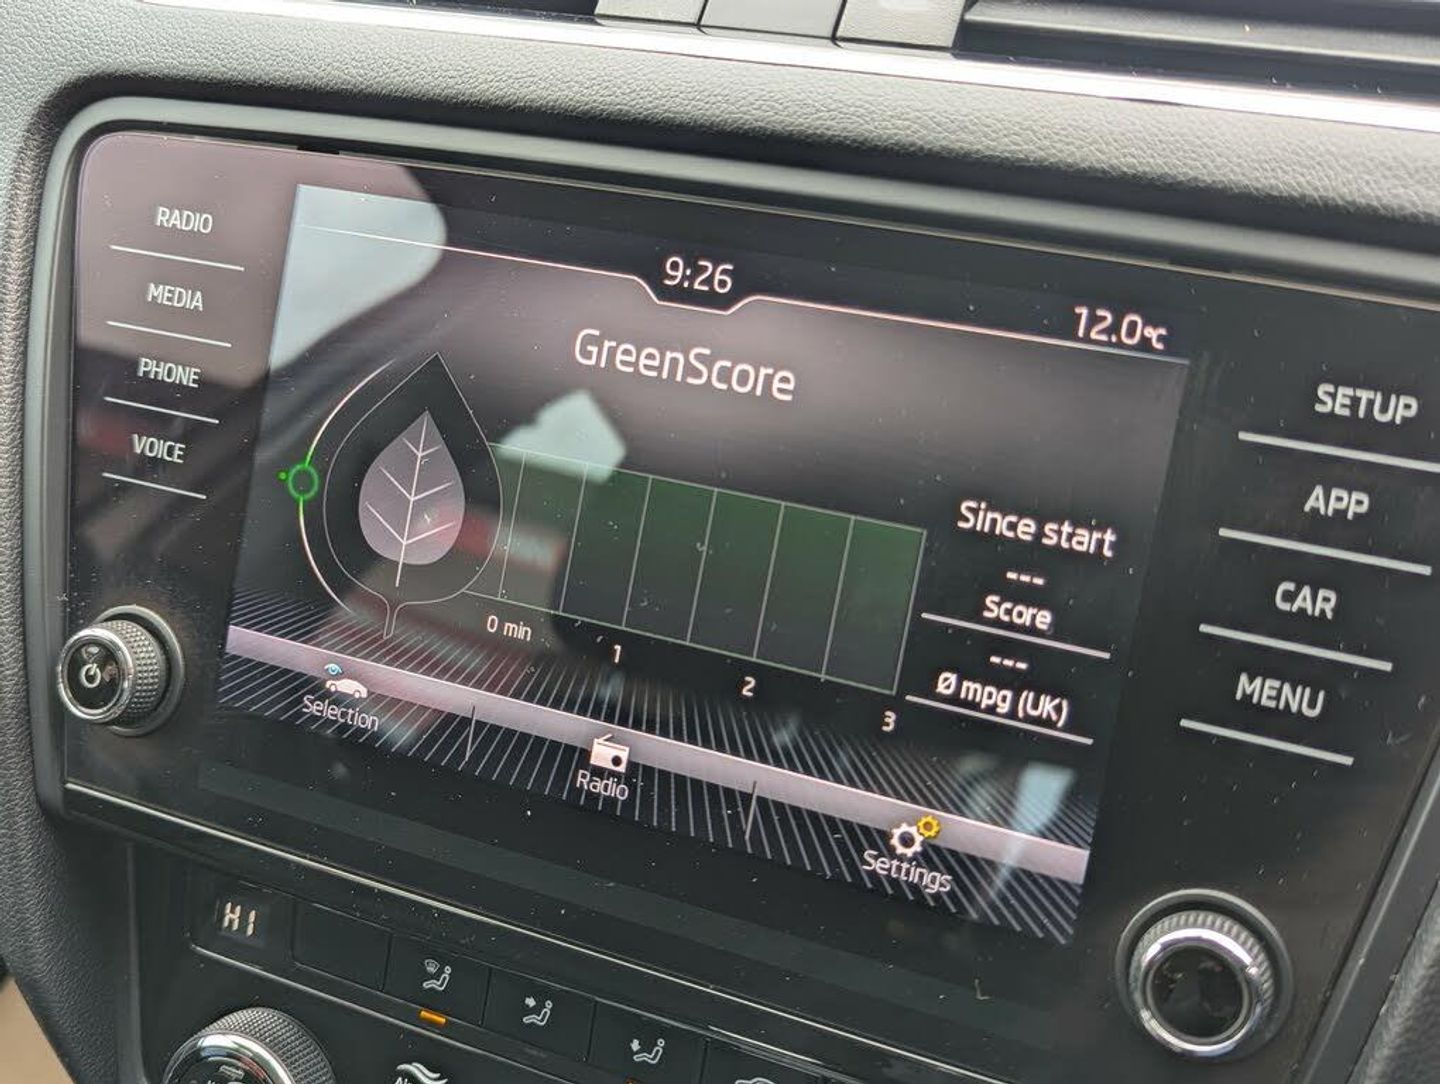 RADIO
MEDIA
PHONE
VOICE
9:26
12.0°C
GreenScore
Since start
---
Score
---
Ø mpg (UK)
0 min
1
2
3
Selection
Radio
Settings
SETUP
APP
CAR
MENU
HI